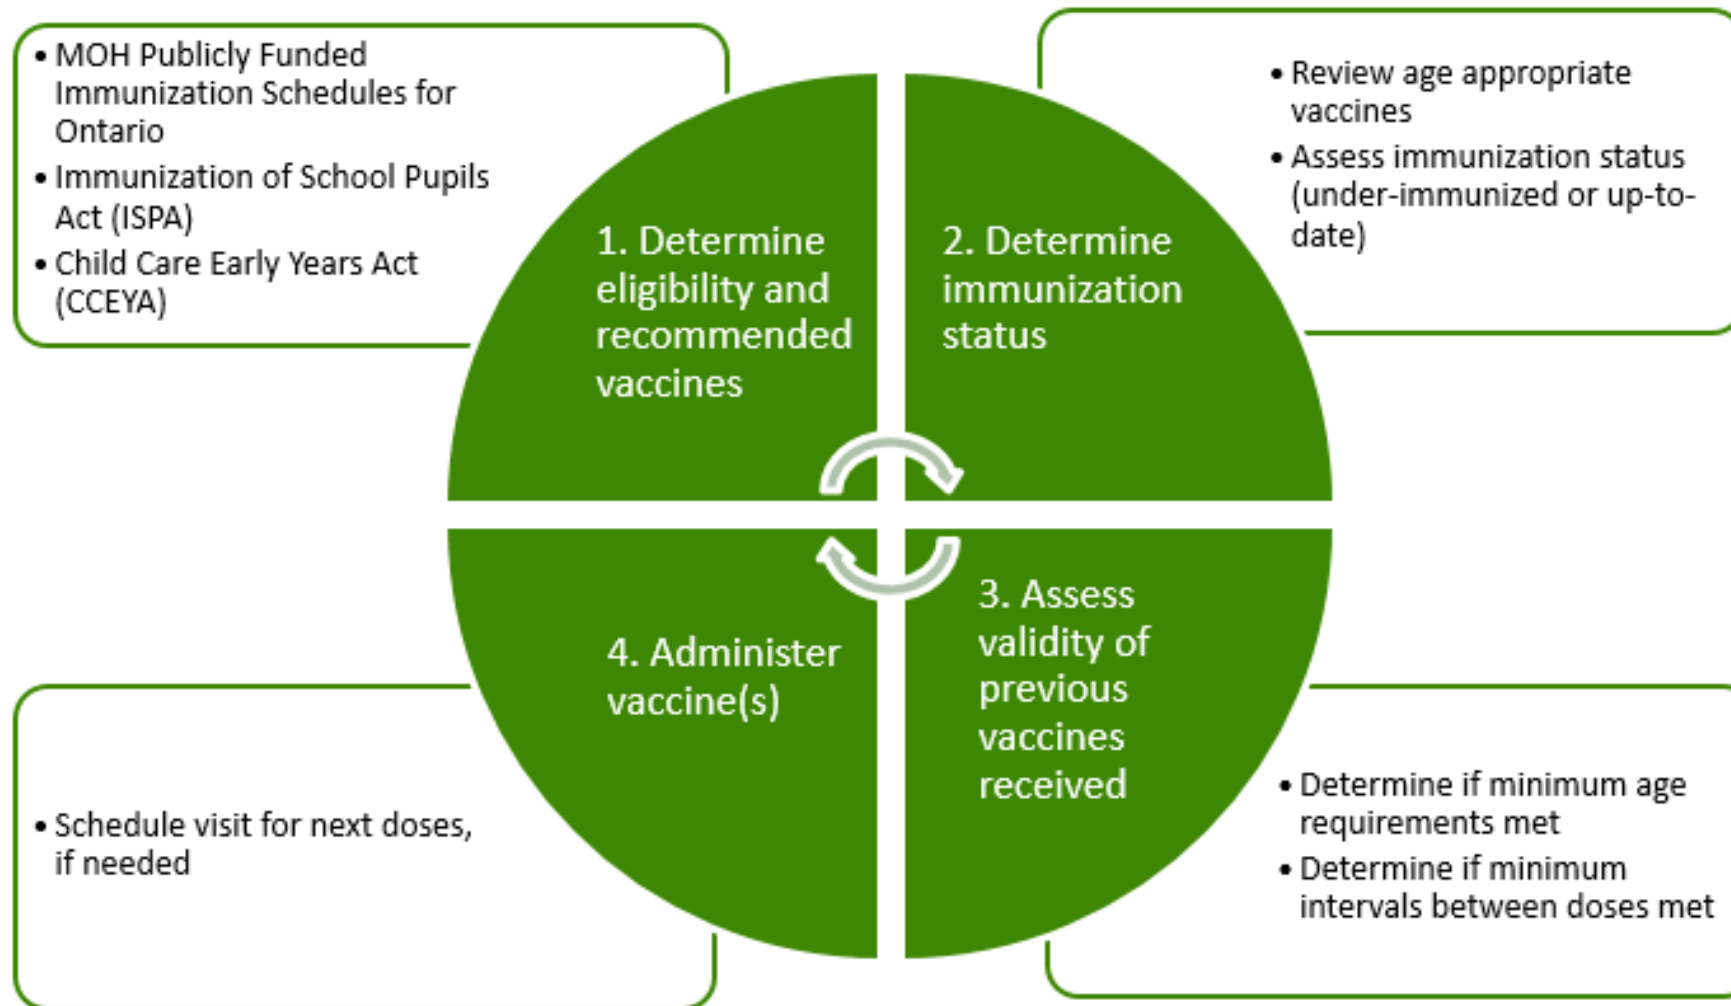 • MOH Publicly Funded
Immunization Schedules for
Ontario
• Immunization of School Pupils
Act (ISPA)
• Child Care Early Years Act
(CCEYA)
1. Determine
eligibility and
recommended
vaccines
• Review age appropriate
vaccines
• Assess immunization status
(under-immunized or up-to-
date)
2. Determine
immunization
status
3. Assess
validity of
previous
vaccines
received
• Determine if minimum age
requirements met
• Determine if minimum
intervals between doses met
4. Administer
vaccine(s)
• Schedule visit for next doses,
if needed